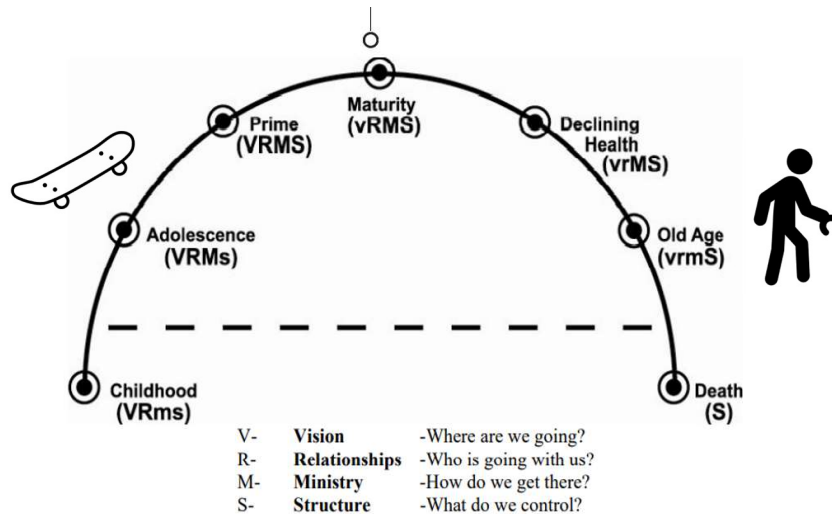 Maturity
(vRMS)
Prime
(VRMS)
Declining
Health
(vrMS)
Adolescence
(VRMs)
Old Age
(vrmS)
Childhood
(VRms)
Death
(S)
V- Vision -Where are we going?
R- Relationships -Who is going with us?
M- Ministry -How do we get there?
S- Structure -What do we control?